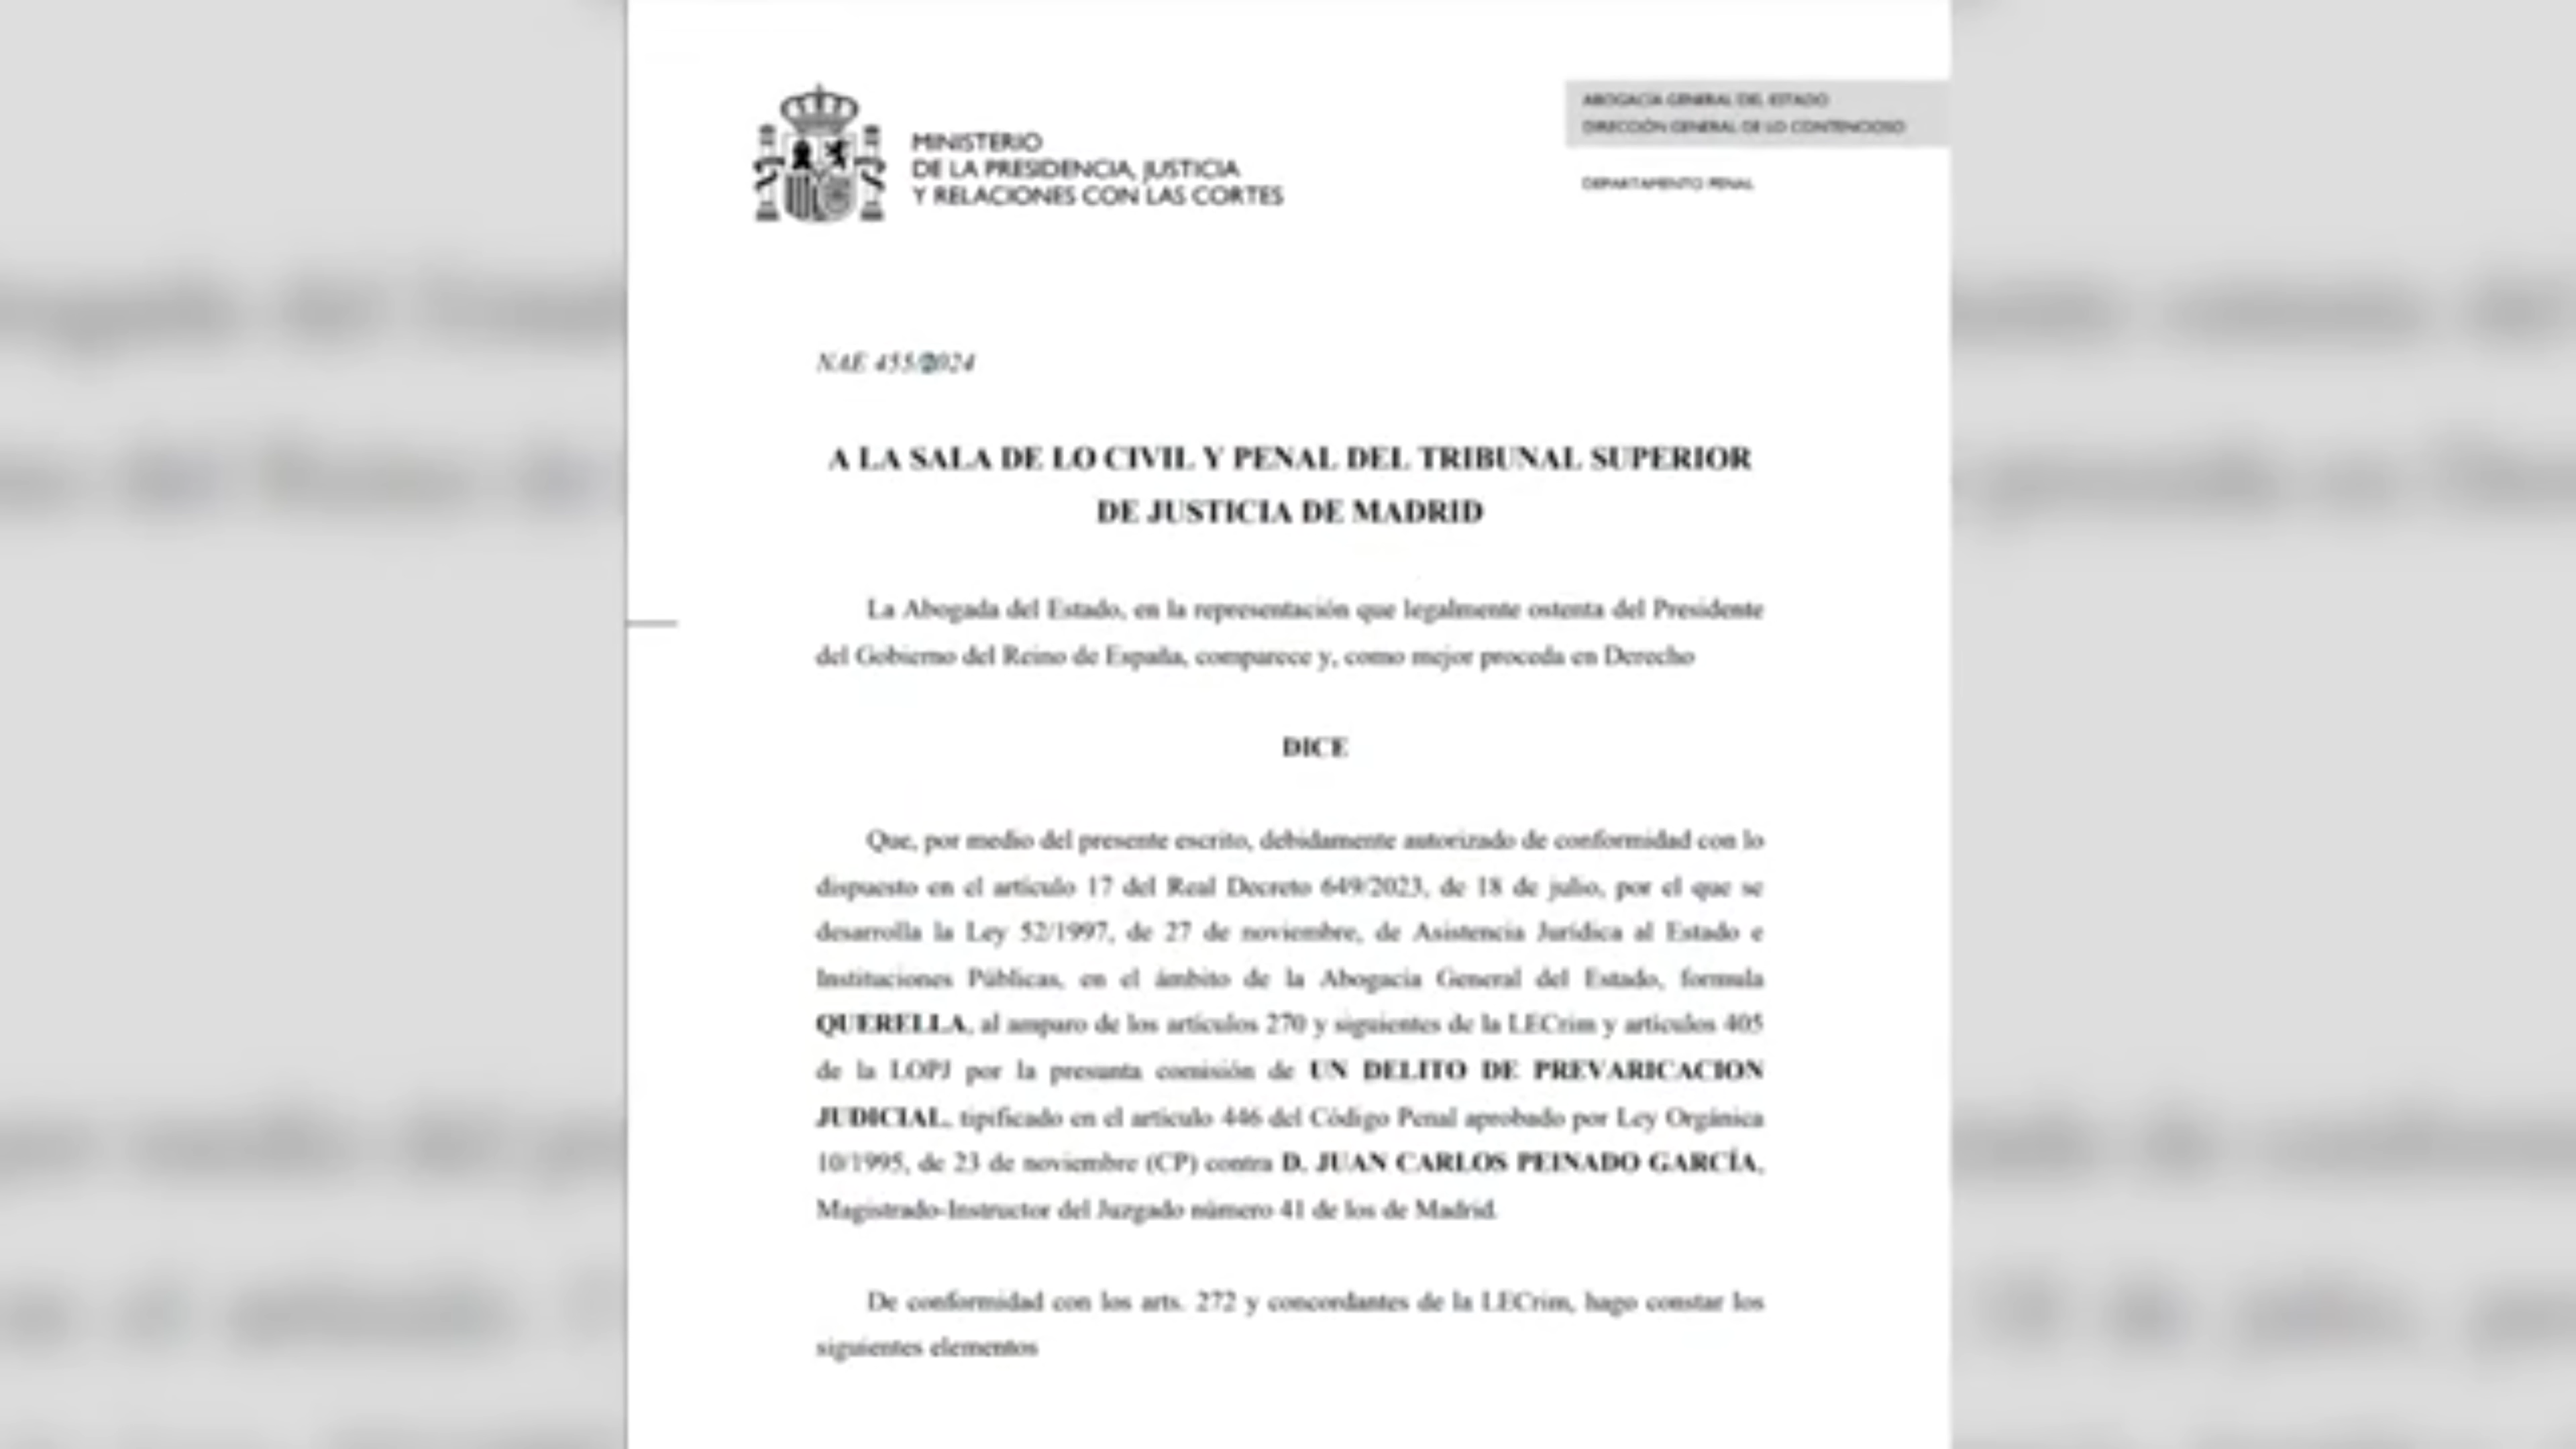 MINISTERIO
DE LA PRESIDENCIA, JUSTICIA
Y RELACIONES CON LAS CORTES
ABOGACÍA GENERAL DEL ESTADO
DIRECCIÓN GENERAL DE LO CONTENCIOSO
DEPARTAMENTO PENAL
NAE 455/2024
A LA SALA DE LO CIVIL Y PENAL DEL TRIBUNAL SUPERIOR
DE JUSTICIA DE MADRID
La Abogada del Estado, en la representación que legalmente ostenta del Presidente
del Gobierno del Reino de España, comparece y, como mejor proceda en Derecho
DICE
Que, por medio del presente escrito, debidamente autorizado de conformidad con lo
dispuesto en el artículo 17 del Real Decreto 649/2023, de 18 de julio, por el que se
desarrolla la Ley 52/1997, de 27 de noviembre, de Asistencia Jurídica al Estado e
Instituciones Públicas, en el ámbito de la Abogacía General del Estado, formula
QUERELLA, al amparo de los artículos 270 y siguientes de la LECrim y artículos 405
de la LOPJ por la presunta comisión de UN DELITO DE PREVARICACION
JUDICIAL, tipificado en el artículo 446 del Código Penal aprobado por Ley Orgánica
10/1995, de 23 de noviembre (CP) contra D. JUAN CARLOS PEINADO GARCÍA,
Magistrado-Instructor del Juzgado número 41 de los de Madrid.
De conformidad con los arts. 272 y concordantes de la LECrim, hago constar los
siguientes elementos